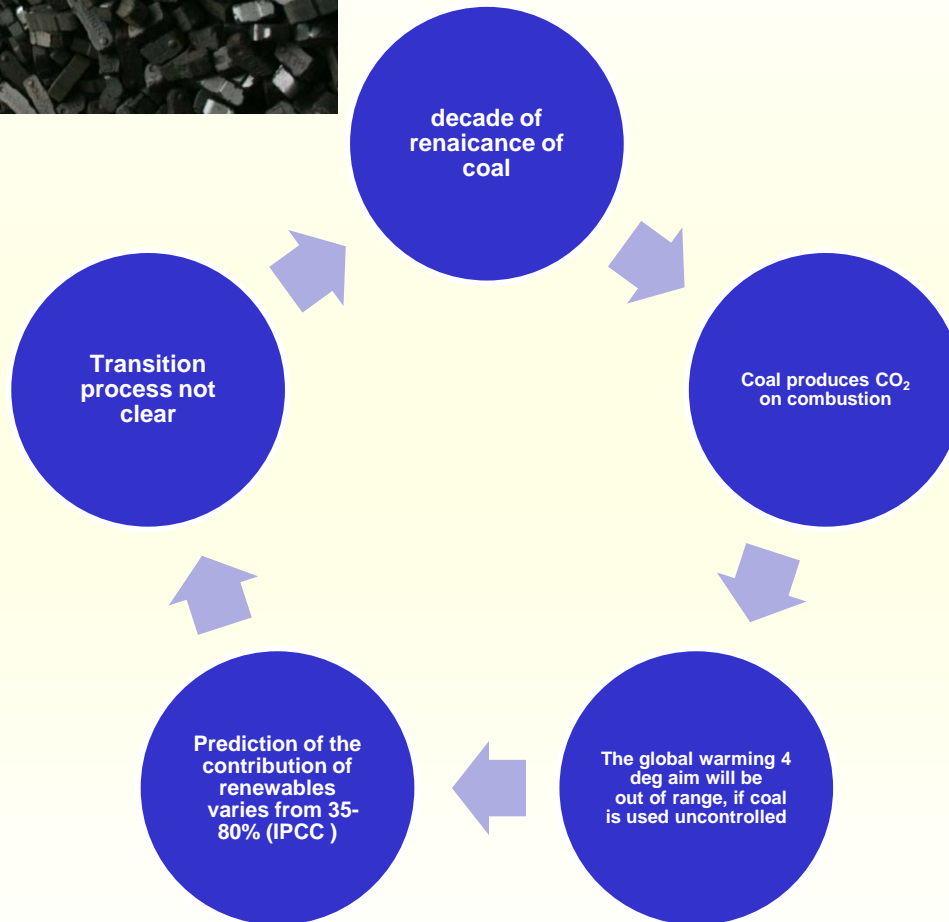 decade of
renaicance of
coal
Coal produces CO₂
on combustion
The global warming 4
deg aim will be
out of range, if coal
is used uncontrolled
Prediction of the
contribution of
renewables
varies from 35-
80% (IPCC )
Transition
process not
clear